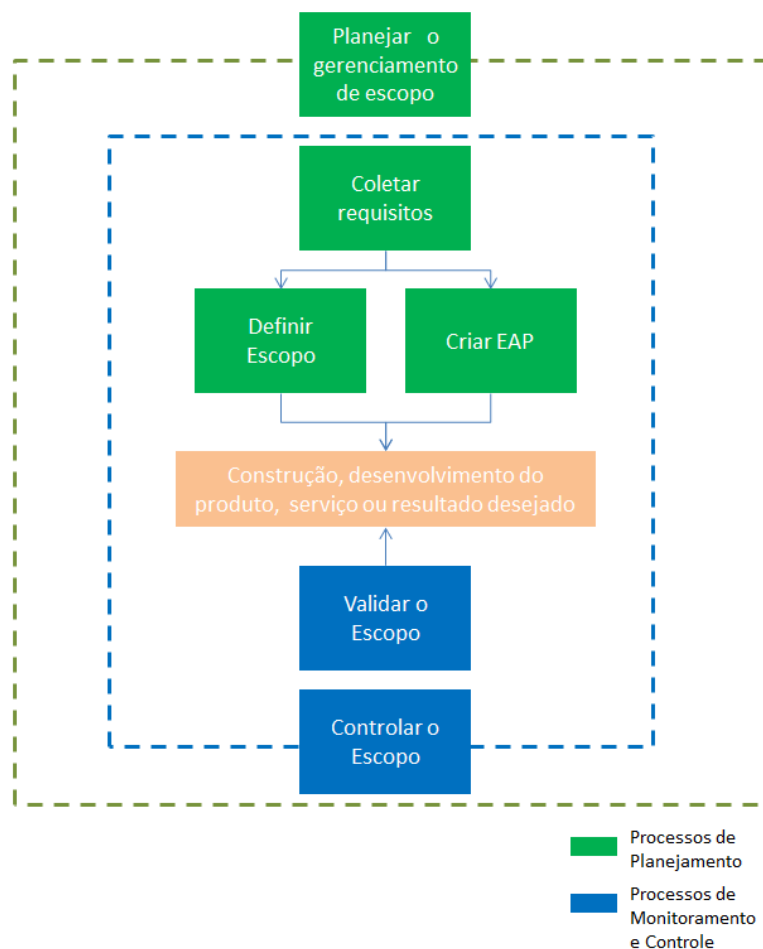 Planejar o
gerenciamento
de escopo
Coletar
requisitos
Definir
Escopo
Criar EAP
Construção, desenvolvimento do
produto, serviço ou resultado desejado
Validar o
Escopo
Controlar o
Escopo
Processos de
Planejamento
Processos de
Monitoramento
e Controle